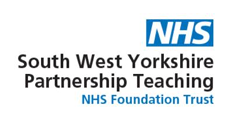 NHS
South West Yorkshire
Partnership Teaching
NHS Foundation Trust